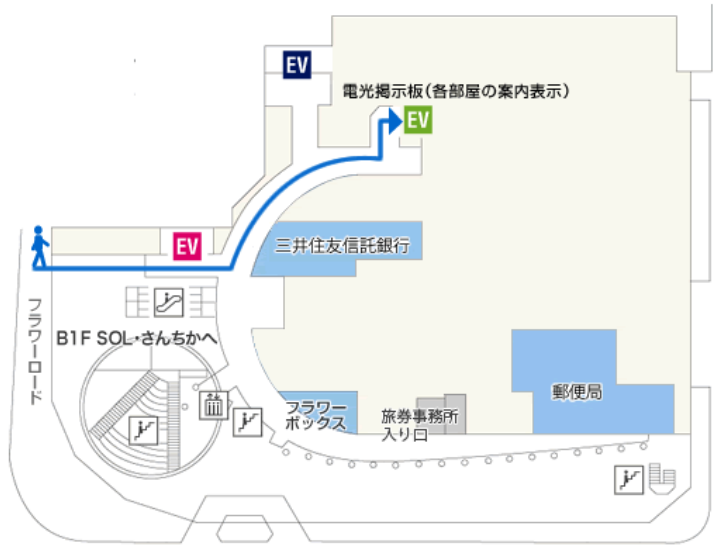 EV
電光掲示板(各部屋の案内表示)
EV
EV
三井住友信託銀行
フラワーロード
B1F SOL・さんちかへ
郵便局
フラワー
ボックス
旅券事務所
入り口